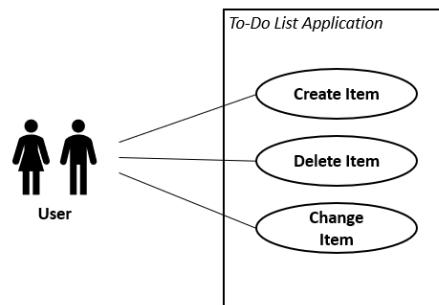 To-Do List Application
Create Item
Delete Item
User
Change
Item